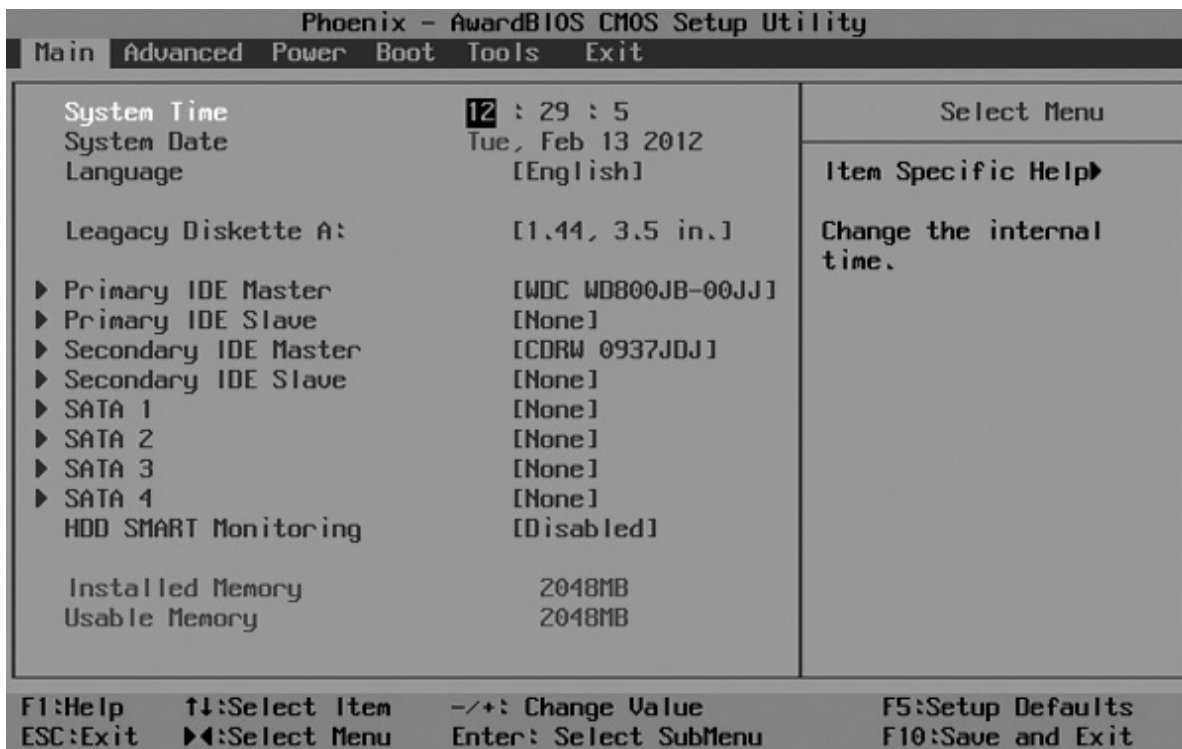 Phoenix - AwardBIOS CMOS Setup Utility
Main Advanced Power Boot Tools Exit
System Time 12 : 29 : 5
System Date Tue, Feb 13 2012
Language [English]
Leagacy Diskette A: [1.44, 3.5 in.]
▶ Primary IDE Master [WDC WD800JB-00JJ]
▶ Primary IDE Slave [None]
▶ Secondary IDE Master [CDRW 0937JDJ]
▶ Secondary IDE Slave [None]
▶ SATA 1 [None]
▶ SATA 2 [None]
▶ SATA 3 [None]
▶ SATA 4 [None]
HDD SMART Monitoring [Disabled]
Installed Memory 2048MB
Usable Memory 2048MB
Select Menu
Item Specific Help▶
Change the internal
time.
F1:Help ↑↓:Select Item -/+: Change Value F5:Setup Defaults
ESC:Exit ▶◀:Select Menu Enter: Select SubMenu F10:Save and Exit